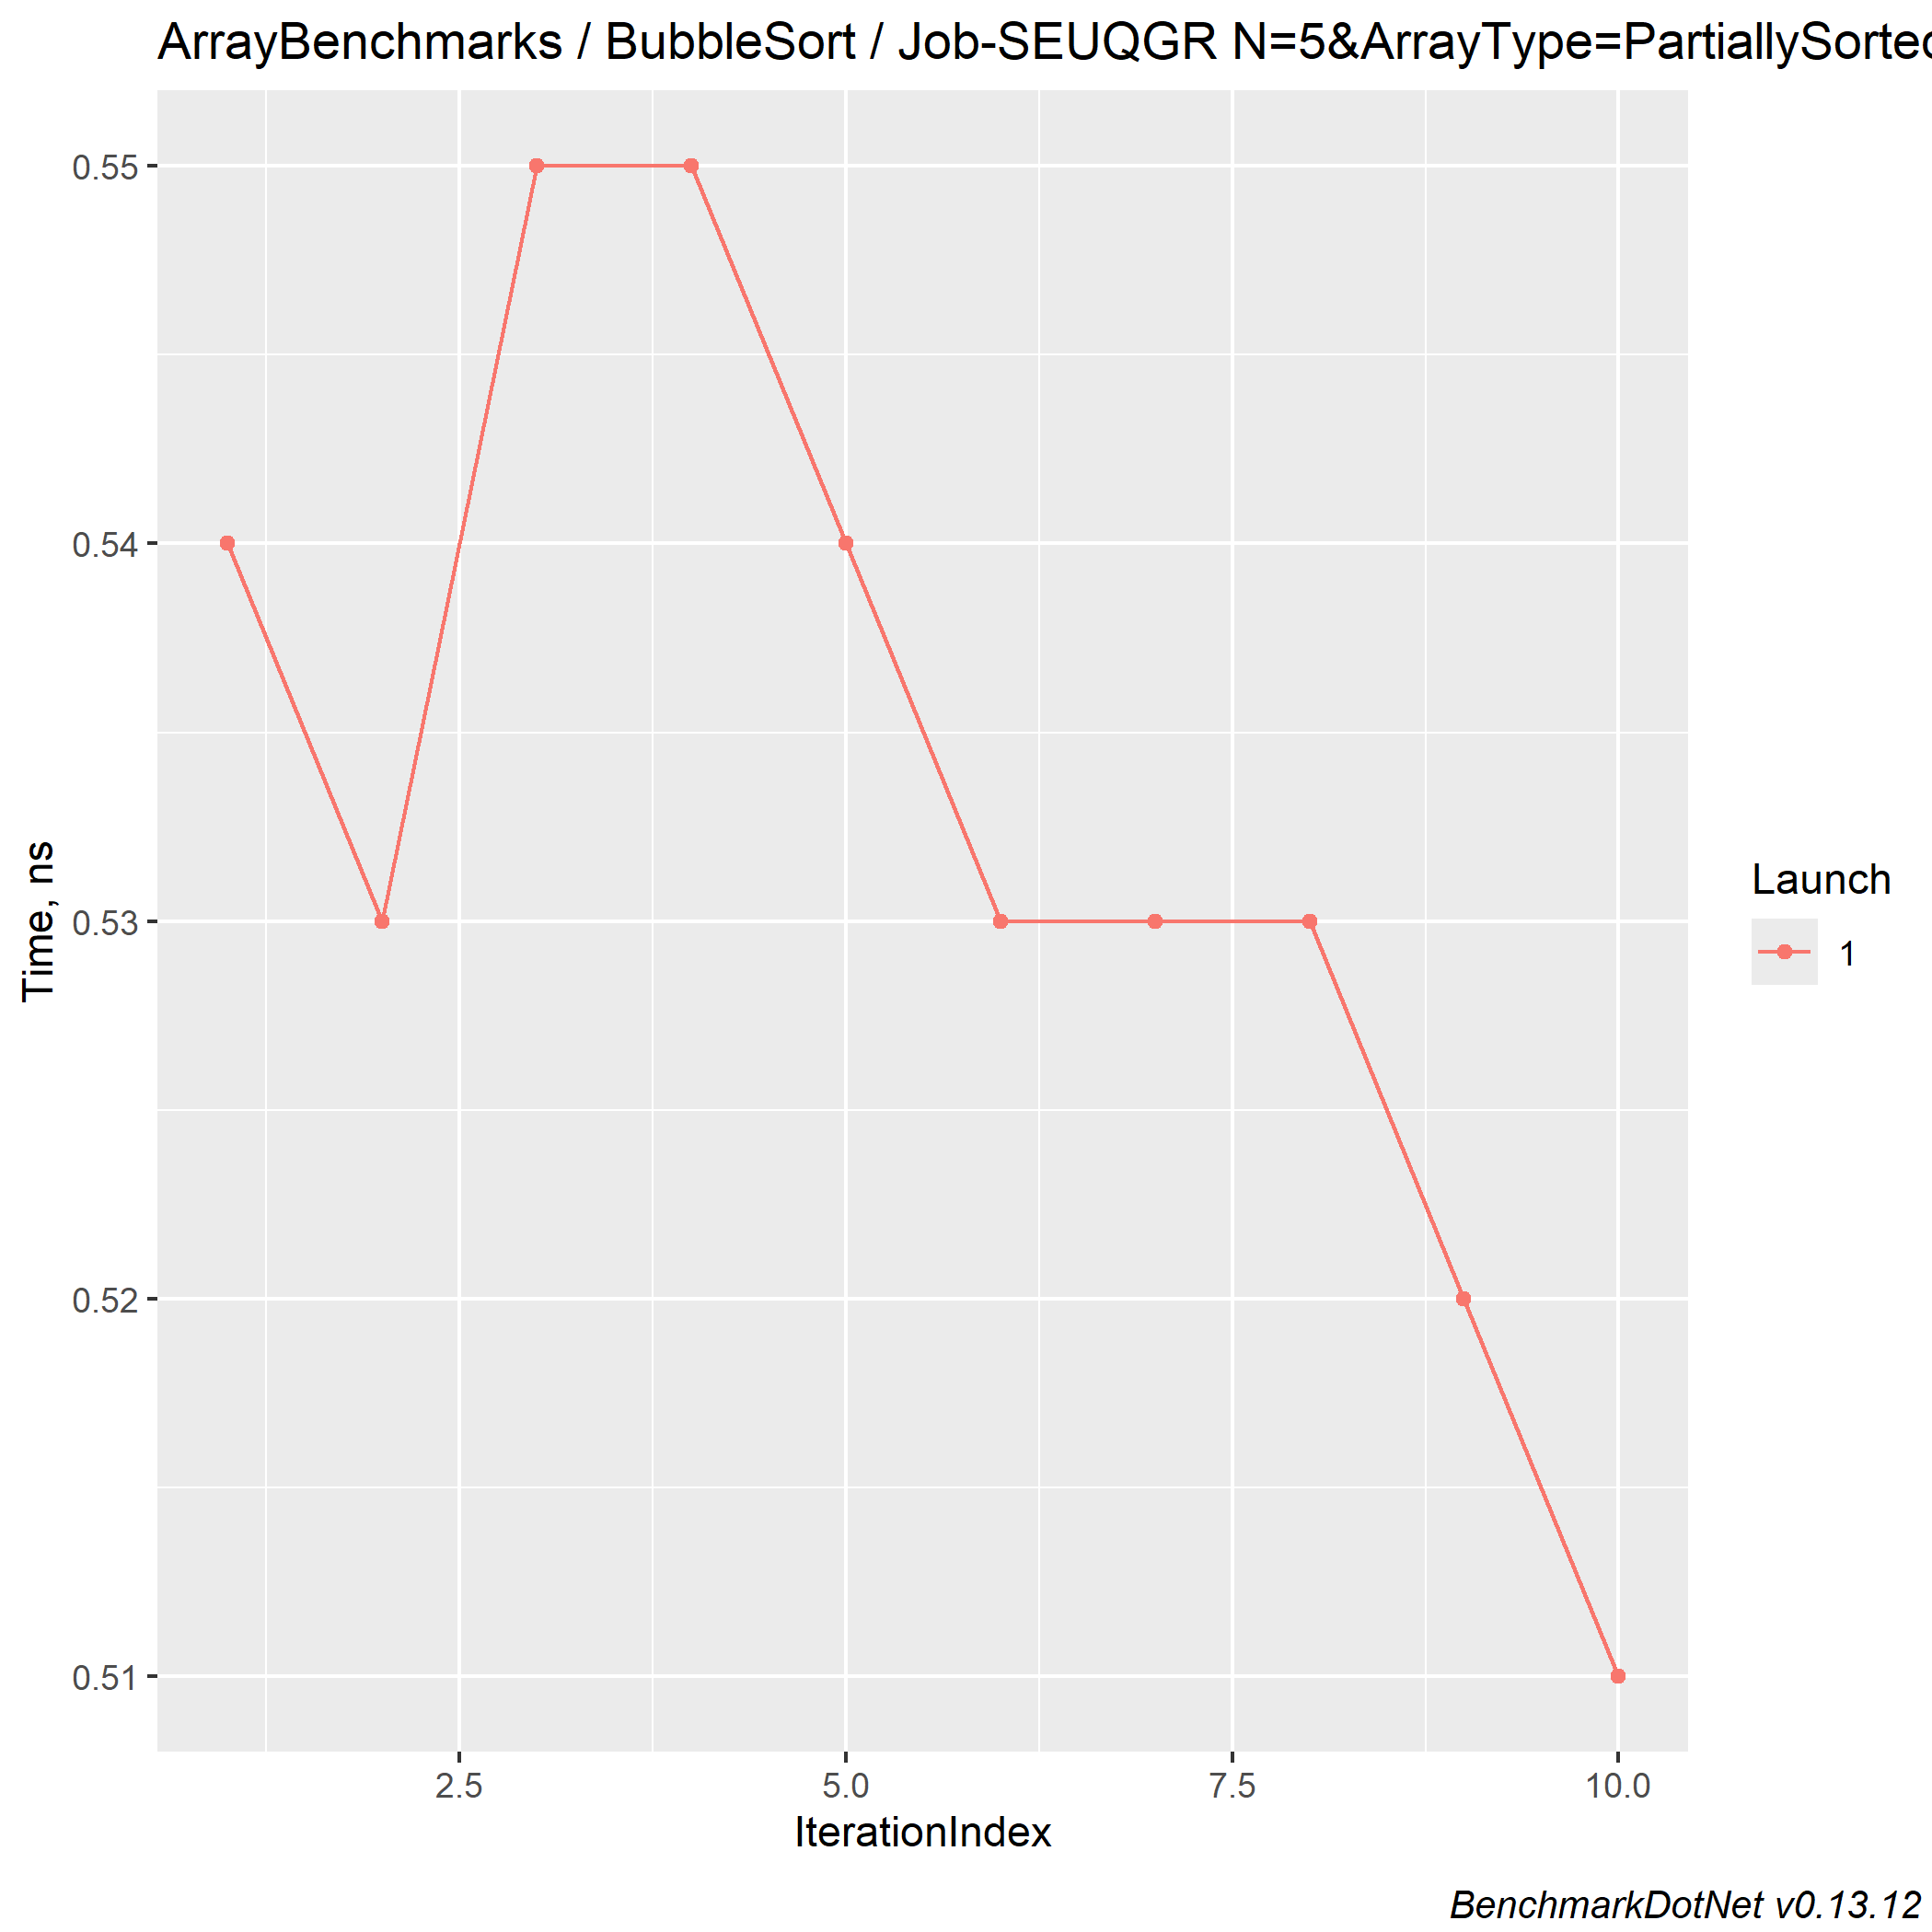 ArrayBenchmarks / BubbleSort / Job-SEUQGR N=5&ArrayType=PartiallySorted
0.55
0.54
0.53
0.52
0.51
Time, ns
2.5 5.0 7.5 10.0
IterationIndex
Launch
1
BenchmarkDotNet v0.13.12